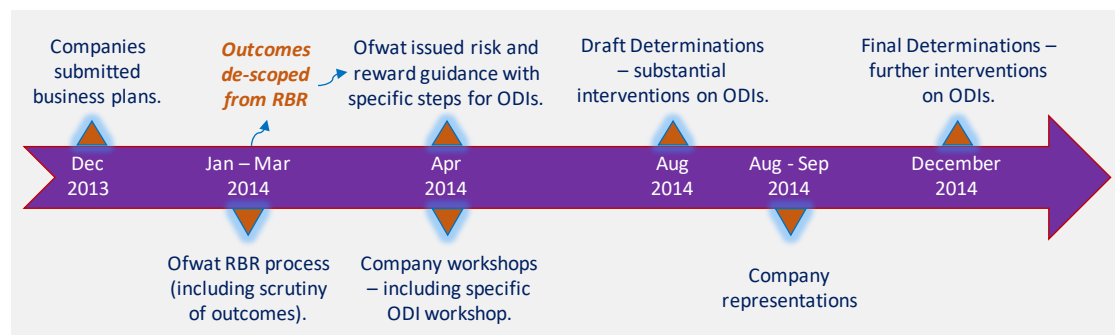 Companies
submitted
business plans.
Outcomes
de-scoped
from RBR
Ofwat issued risk and
reward guidance with
specific steps for ODIs.
Draft Determinations
– substantial
interventions on ODIs.
Final Determinations –
further interventions
on ODIs.
Dec
2013
Jan – Mar
2014
Apr
2014
Aug
2014
Aug - Sep
2014
December
2014
Ofwat RBR process
(including scrutiny
of outcomes).
Company workshops
– including specific
ODI workshop.
Company
representations